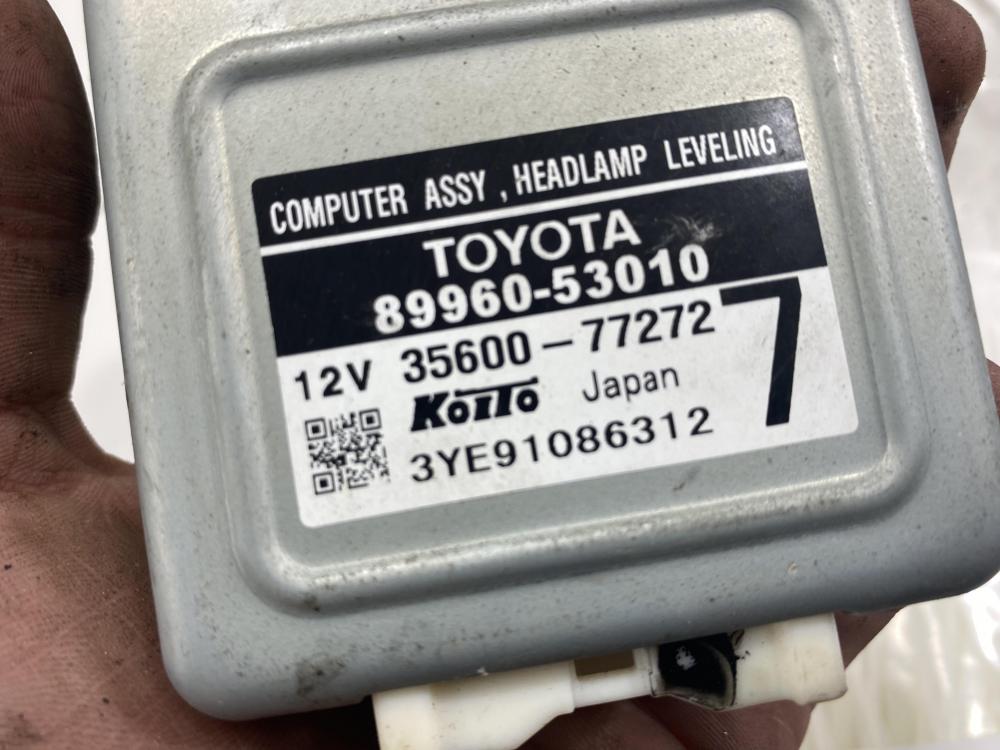 COMPUTER ASSY , HEADLAMP LEVELING
TOYOTA
89960-53010
12V 35600-77272 7
KOITO Japan
3YE91086312